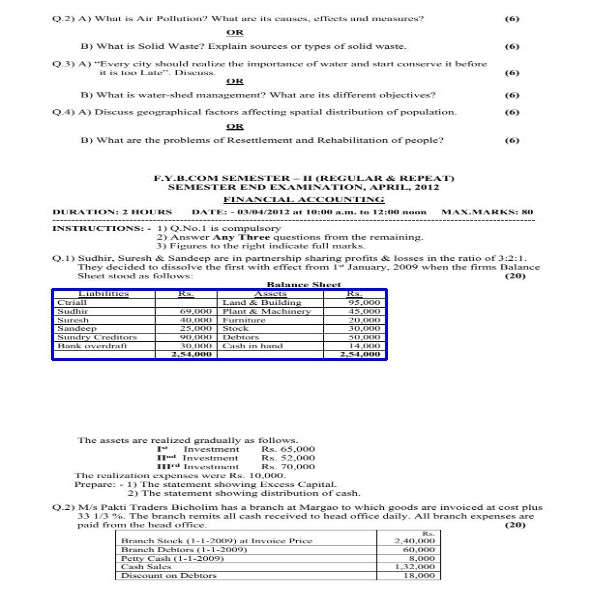 Q.2) A) What is Air Pollution? What are its causes, effects and measures? (6)
OR
B) What is Solid Waste? Explain sources or types of solid waste. (6)
Q.3) A) “Every city should realize the importance of water and start conserve it before
it is too Late”. Discuss. (6)
OR
B) What is water-shed management? What are its different objectives? (6)
Q.4) A) Discuss geographical factors affecting spatial distribution of population. (6)
OR
B) What are the problems of Resettlement and Rehabilitation of people? (6)
F.Y.B.COM SEMESTER – II (REGULAR & REPEAT)
SEMESTER END EXAMINATION, APRIL, 2012
FINANCIAL ACCOUNTING
DURATION: 2 HOURS DATE: - 03/04/2012 at 10:00 a.m. to 12:00 noon MAX.MARKS: 80
INSTRUCTIONS: - 1) Q.No.1 is compulsory
2) Answer Any Three questions from the remaining.
3) Figures to the right indicate full marks.
Q.1) Sudhir, Suresh & Sandeep are in partnership sharing profits & losses in the ratio of 3:2:1.
They decided to dissolve the first with effect from 1st January, 2009 when the firms Balance
Sheet stood as follows: (20)
Balance Sheet
Liabilities Rs. Assets Rs.
Ctriall Land & Building 95,000
Sudhir 69,000 Plant & Machinery 45,000
Suresh 40,000 Furniture 20,000
Sandeep 25,000 Stock 30,000
Sundry Creditors 90,000 Debtors 50,000
Bank overdraft 30,000 Cash in hand 14,000
2,54,000 2,54,000
The assets are realized gradually as follows.
Ist Investment Rs. 65,000
IInd Investment Rs. 52,000
IIIrd Investment Rs. 70,000
The realization expenses were Rs. 10,000.
Prepare: - 1) The statement showing Excess Capital.
2) The statement showing distribution of cash.
Q.2) M/s Pakti Traders Bicholim has a branch at Margao to which goods are invoiced at cost plus
33 1/3 %. The branch remits all cash received to head office daily. All branch expenses are
paid from the head office. (20)
Rs.
Branch Stock (1-1-2009) at Invoice Price 2,40,000
Branch Debtors (1-1-2009) 60,000
Petty Cash (1-1-2009) 8,000
Cash Sales 1,32,000
Discount on Debtors 18,000